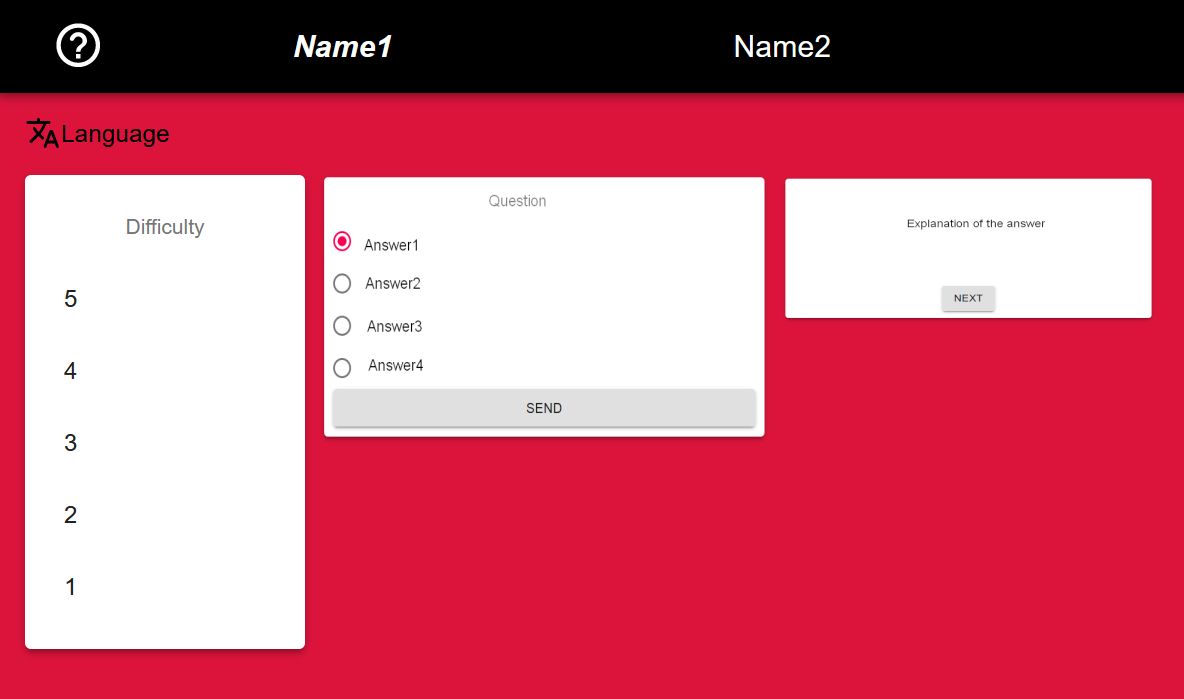 Name1
Name2
Language
Difficulty
5
4
3
2
1
Question
Answer1
Answer2
Answer3
Answer4
SEND
Explanation of the answer
NEXT